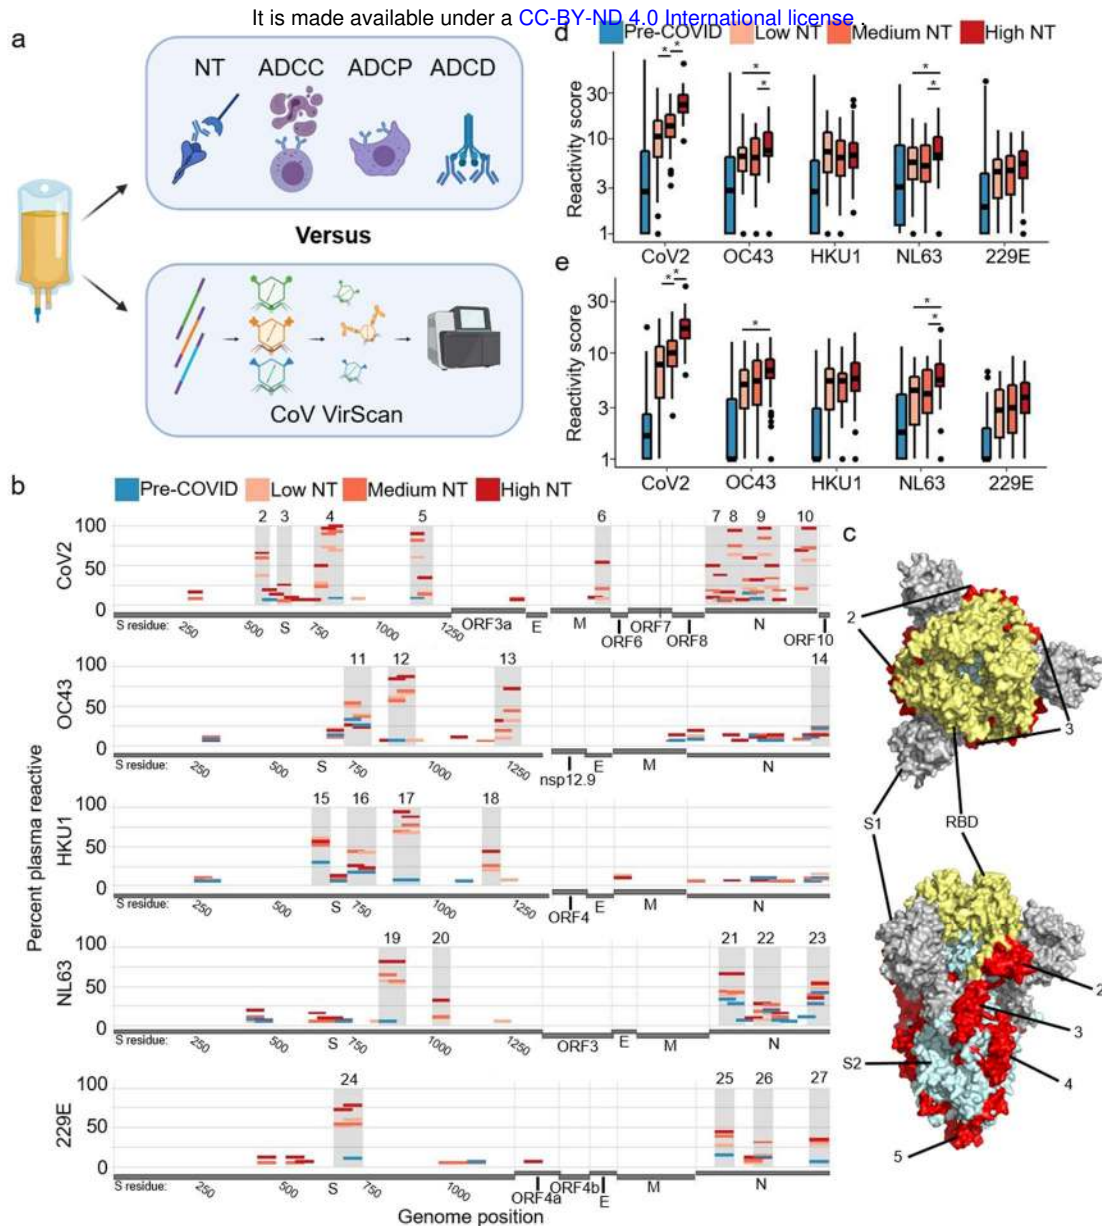 It is made available under a CC-BY-ND 4.0 International license .
a
NT ADCC ADCP ADCD
Versus
CoV VirScan
d
Pre-COVID Low NT Medium NT High NT
* *
* *
* *
Reactivity score
30
10
3
1
CoV2 OC43 HKU1 NL63 229E
e
* *
*
* *
Reactivity score
30
10
3
1
CoV2 OC43 HKU1 NL63 229E
b
Pre-COVID Low NT Medium NT High NT
Percent plasma reactive
CoV2
100
50
0
2 3 4 5 6 7 8 9 10
S residue: 250 500 S 750 1000 1250 ORF3a E M ORF6 ORF7 ORF8 N ORF10
OC43
100
50
0
11 12 13 14
S residue: 250 500 S 750 1000 1250 nsp12.9 E M N
HKU1
100
50
0
15 16 17 18
S residue: 250 500 S 750 1000 1250 ORF4 E M N
NL63
100
50
0
19 20 21 22 23
S residue: 250 500 S 750 1000 1250 ORF3 E M N
229E
100
50
0
24 25 26 27
S residue: 250 500 S 750 1000 ORF4a ORF4b E M N
Genome position
c
2
3
S1 RBD
2
3
S2
4
5